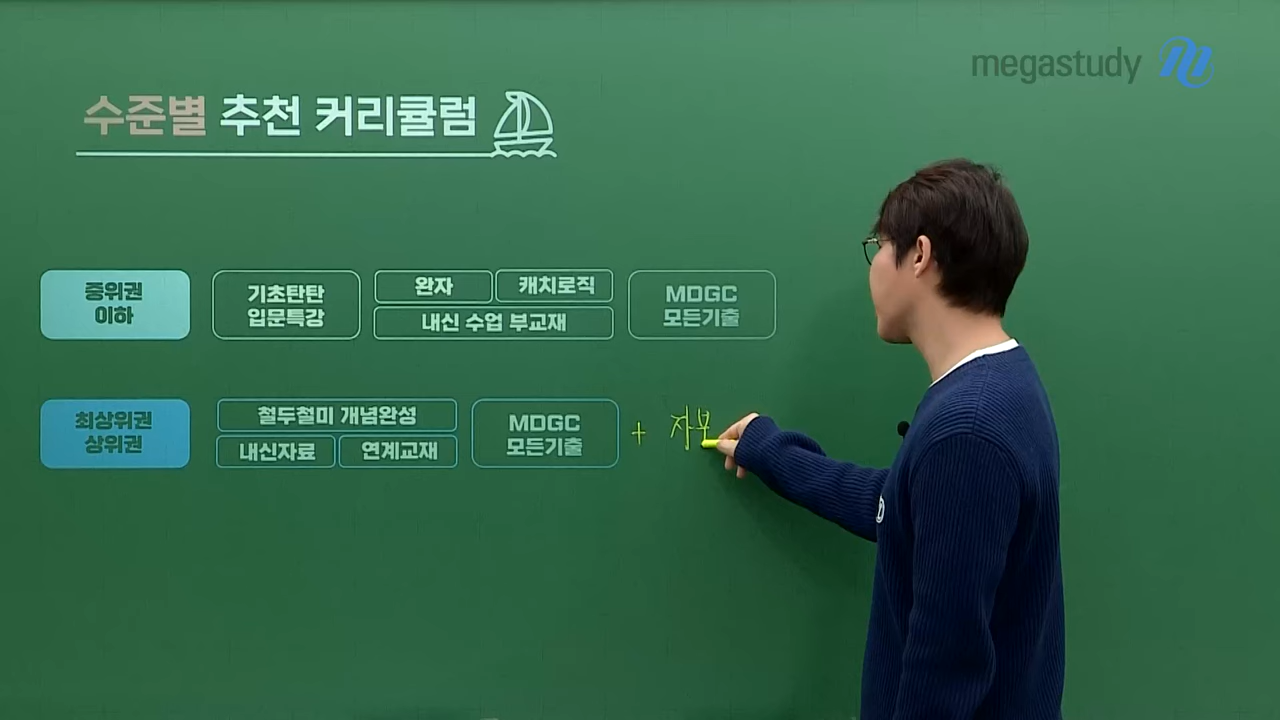 megastudy
수준별 추천 커리큘럼
중위권
이하
기초탄탄
입문특강
완자
캐치로직
내신 수업 부교재
MDGC
모든기출
최상위권
상위권
철두철미 개념완성
내신자료
연계교재
MDGC
모든기출
+ 자부